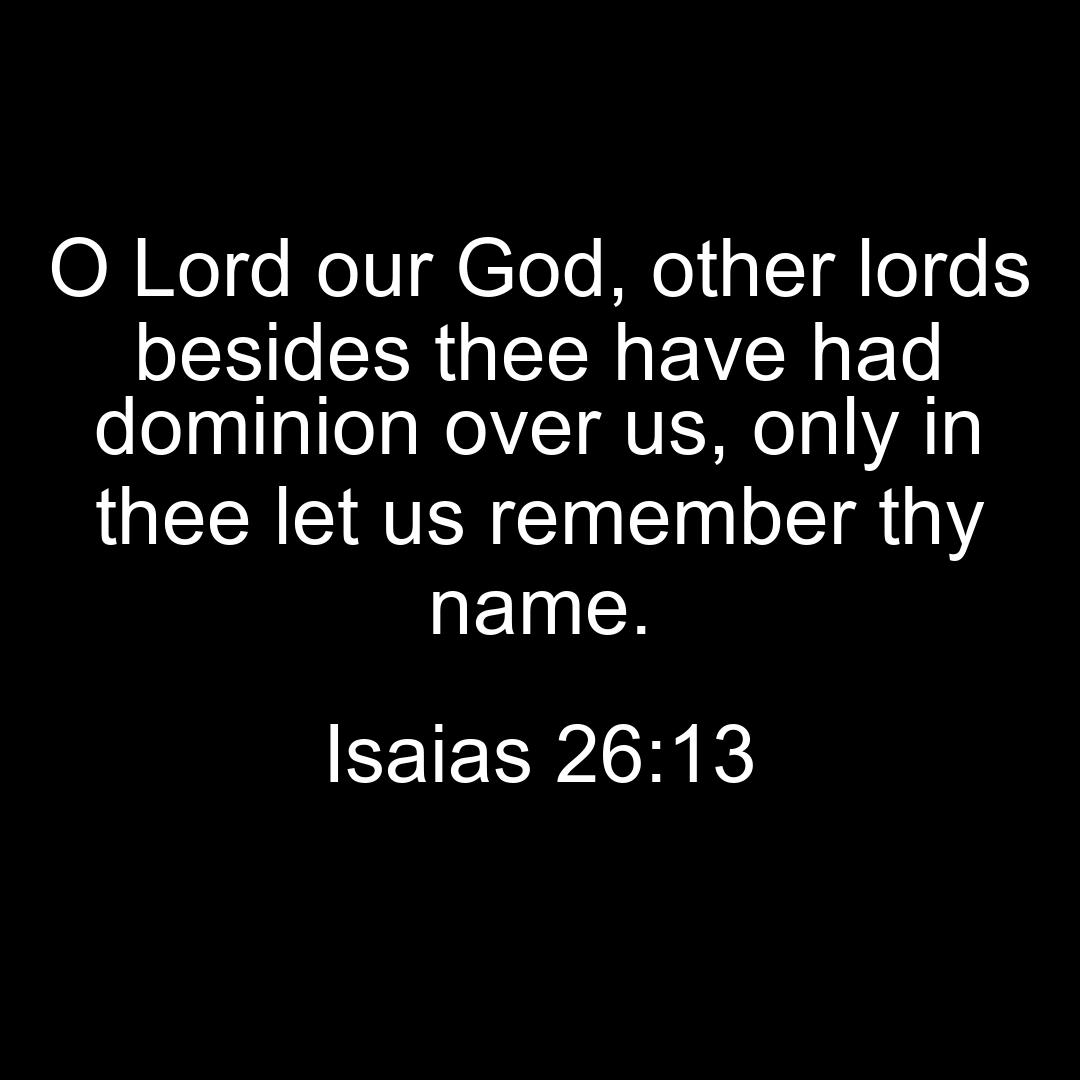 O Lord our God, other lords
besides thee have had
dominion over us, only in
thee let us remember thy
name.
Isaias 26:13